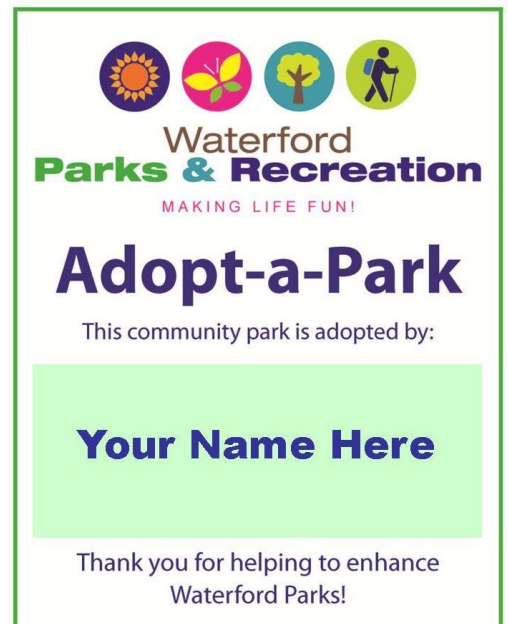 Waterford
Parks & Recreation
MAKING LIFE FUN!
Adopt-a-Park
This community park is adopted by:
Your Name Here
Thank you for helping to enhance
Waterford Parks!